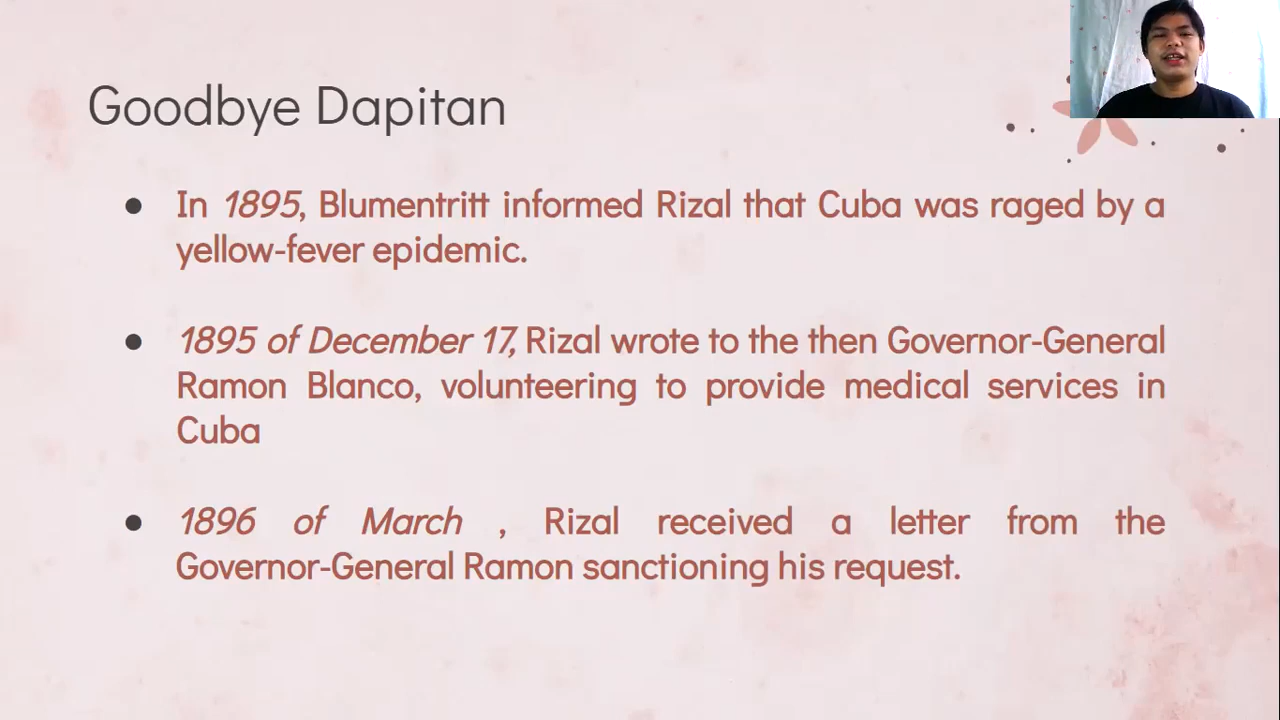 Goodbye Dapitan
● In 1895, Blumentritt informed Rizal that Cuba was raged by a
yellow-fever epidemic.
● 1895 of December 17, Rizal wrote to the then Governor-General
Ramon Blanco, volunteering to provide medical services in
Cuba
● 1896 of March , Rizal received a letter from the
Governor-General Ramon sanctioning his request.